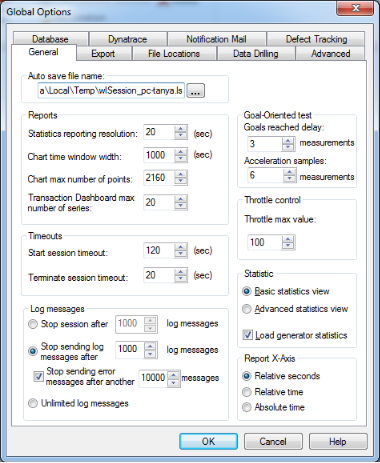 Global Options
Database Dynatrace Notification Mail Defect Tracking
General Export File Locations Data Drilling Advanced
Auto save file name:
a\Local\Temp\wlSession_pc-tanya.ls ...
Reports
Statistics reporting resolution: 20 (sec)
Chart time window width: 1000 (sec)
Chart max number of points: 2160
Transaction Dashboard max
number of series: 20
Timeouts
Start session timeout: 120 (sec)
Terminate session timeout: 20 (sec)
Log messages
Stop session after 1000 log messages
Stop sending log
messages after 1000 log messages
Stop sending error
messages after another 10000 messages
Unlimited log messages
Goal-Oriented test
Goals reached delay:
3 measurements
Acceleration samples:
6 measurements
Throttle control
Throttle max value:
100
Statistic
Basic statistics view
Advanced statistics view
Load generator statistics
Report X-Axis
Relative seconds
Relative time
Absolute time
OK Cancel Help